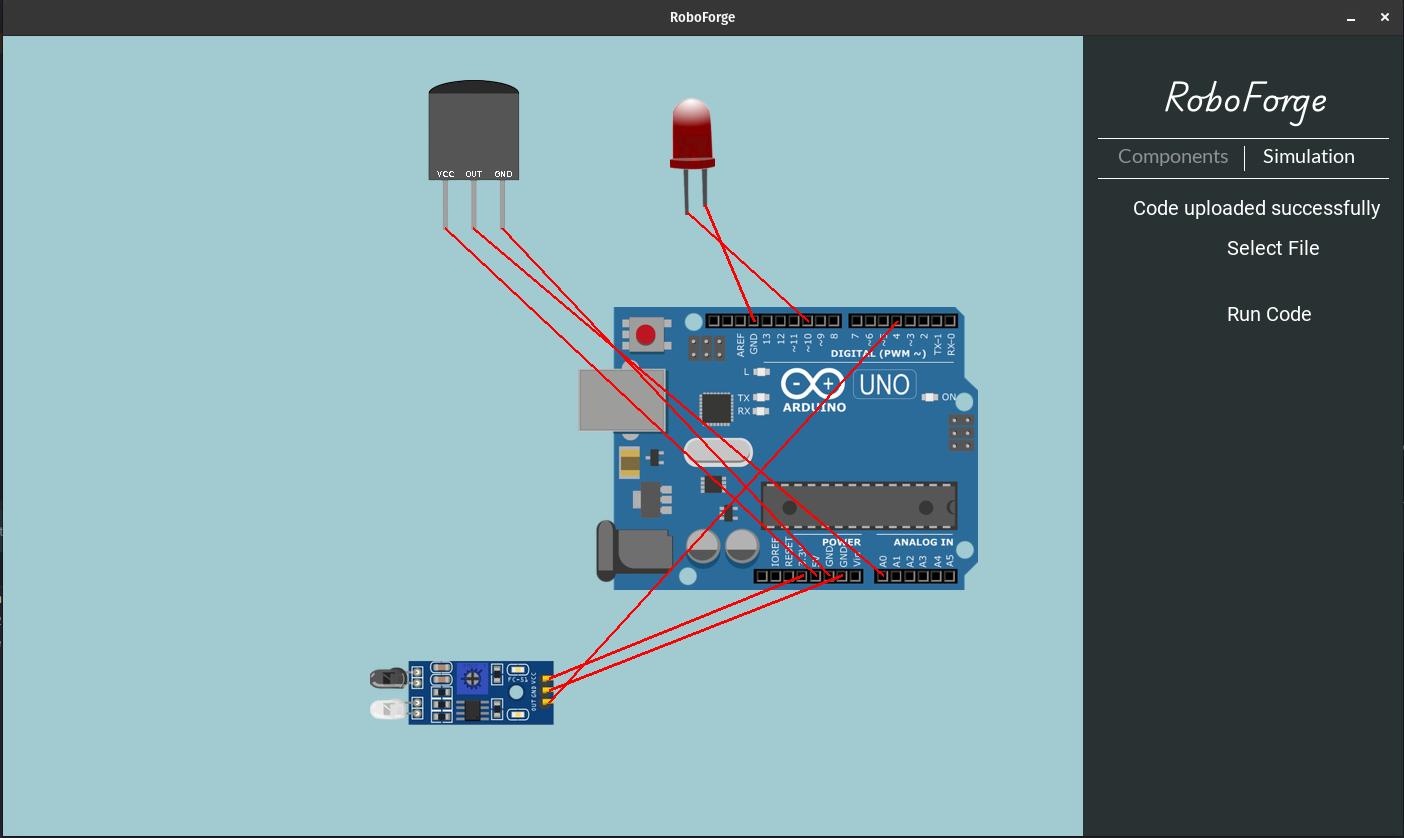 RoboForge
RoboForge
Components
Simulation
Code uploaded successfully
Select File
Run Code
VCC OUT GND
AREF
GND
13
12
~11
~10
~9
8
7
~6
4
~3
2
TX-1
RX-0
DIGITAL (PWM ~)
L
TX
RX
ARDUINO
UNO
ON
POWER
ANALOG IN
IOREF
RESET
3.3V
5V
GND
GND
A0
A1
A2
A3
A4
A5
FC-51
VCC
GND
OUT